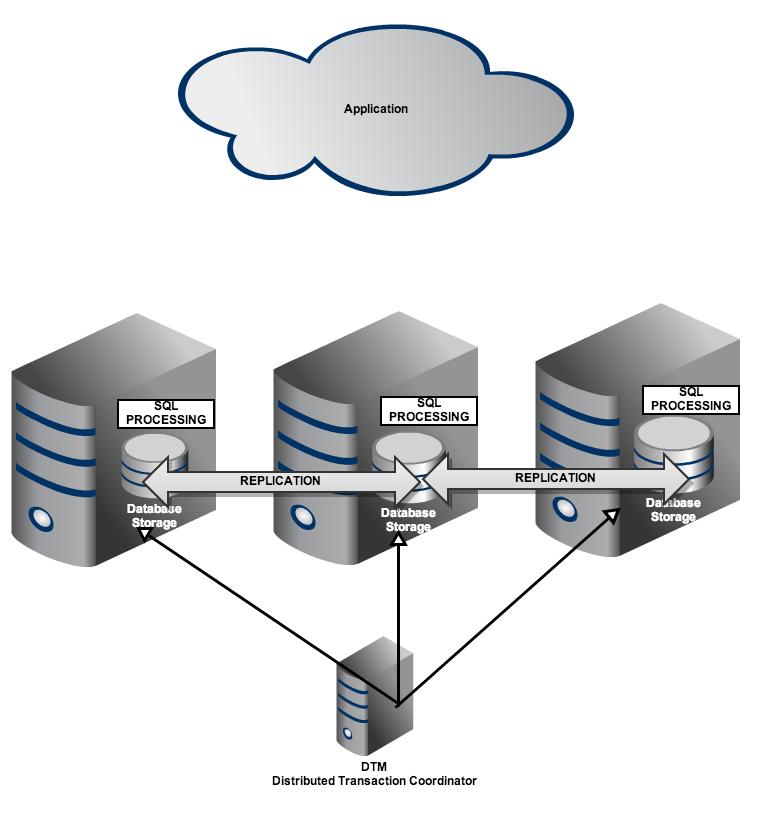 Application
SQL
PROCESSING
SQL
PROCESSING
SQL
PROCESSING
REPLICATION
REPLICATION
Database
Storage
Database
Storage
Database
Storage
DTM
Distributed Transaction Coordinator